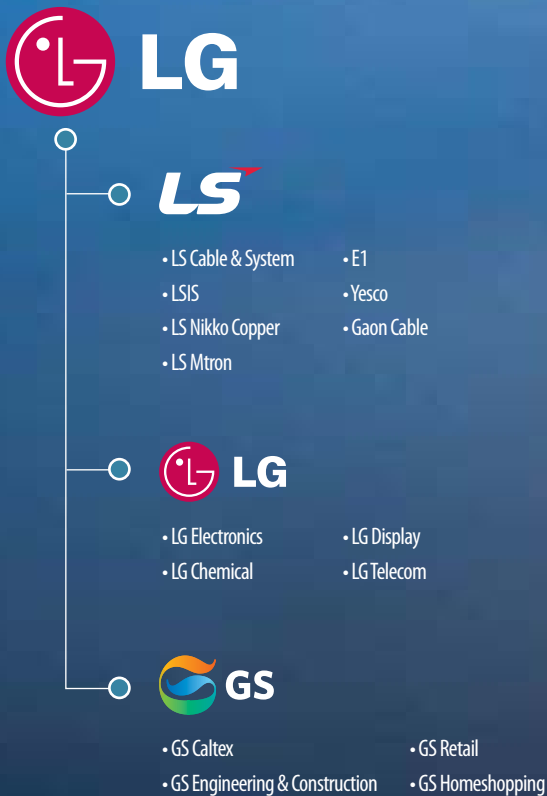 LG
LS
• LS Cable & System
• LSIS
• LS Nikko Copper
• LS Mtron
• E1
• Yesco
• Gaon Cable
LG
• LG Electronics
• LG Chemical
• LG Display
• LG Telecom
GS
• GS Caltex
• GS Engineering & Construction
• GS Retail
• GS Homeshopping